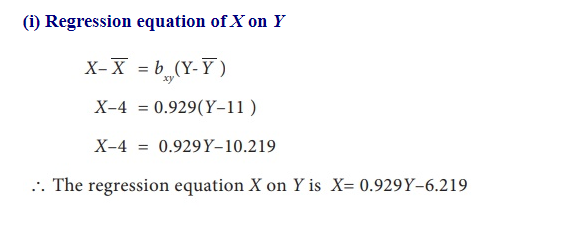 (i) Regression equation of X on Y
X– X̅ = bxy(Y-Y̅ )
X–4 = 0.929(Y–11 )
X–4 = 0.929Y–10.219
∴ The regression equation X on Y is X= 0.929Y–6.219